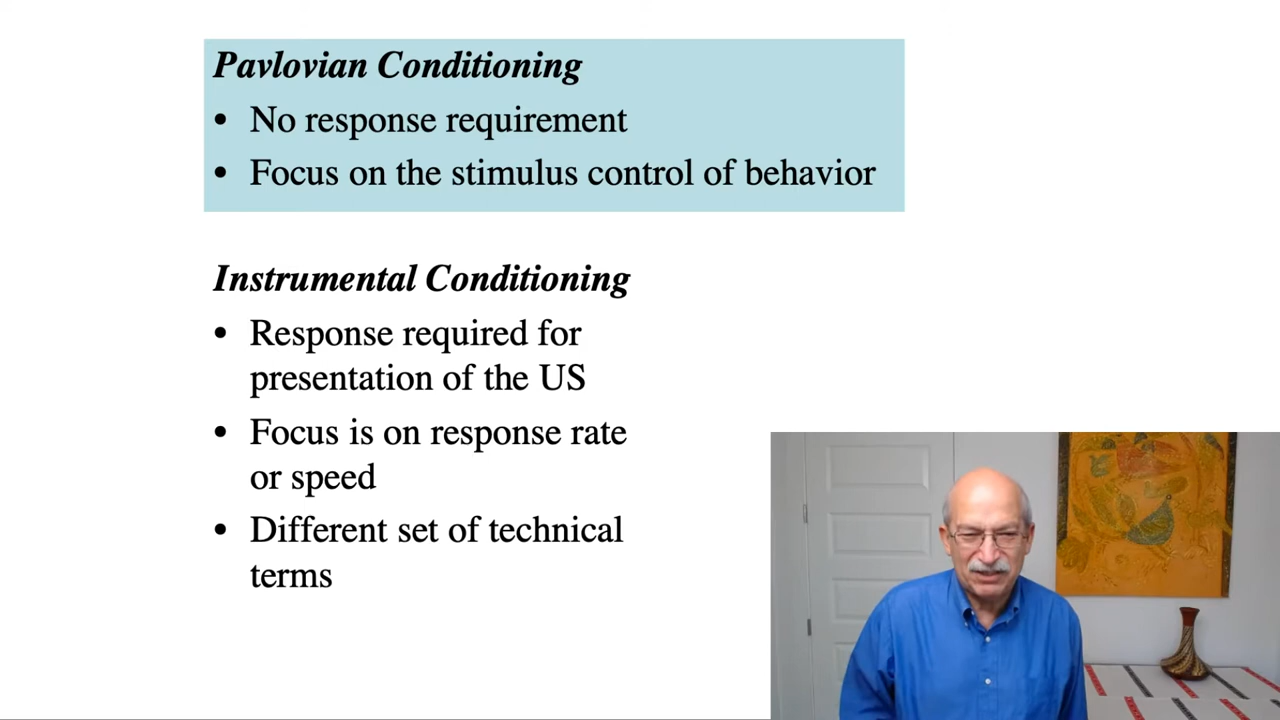 Pavlovian Conditioning
• No response requirement
• Focus on the stimulus control of behavior
Instrumental Conditioning
• Response required for
presentation of the US
• Focus is on response rate
or speed
• Different set of technical
terms